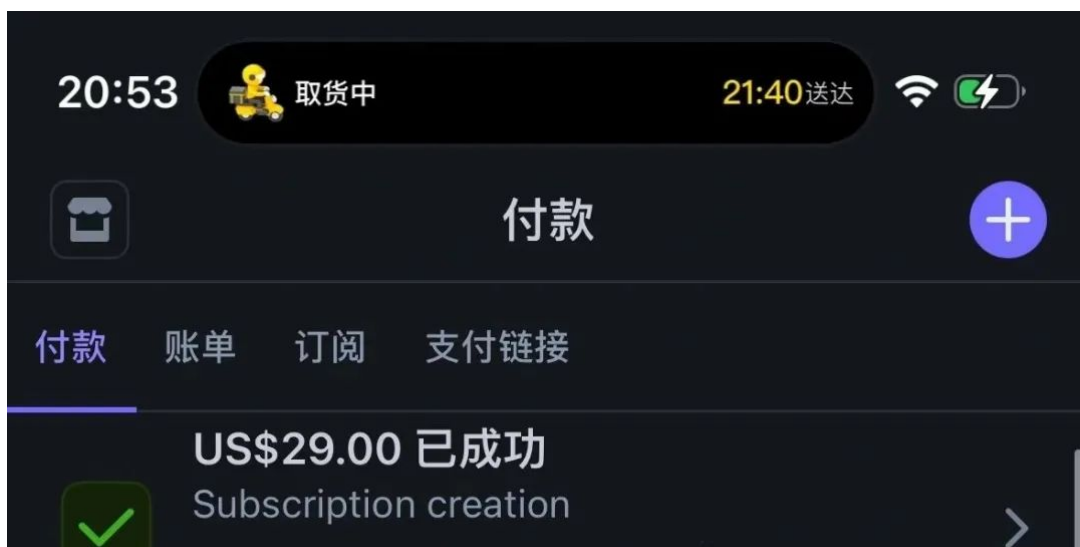 20:53 取货中 21:40送达
付款
付款 账单 订阅 支付链接
US$29.00 已成功
Subscription creation